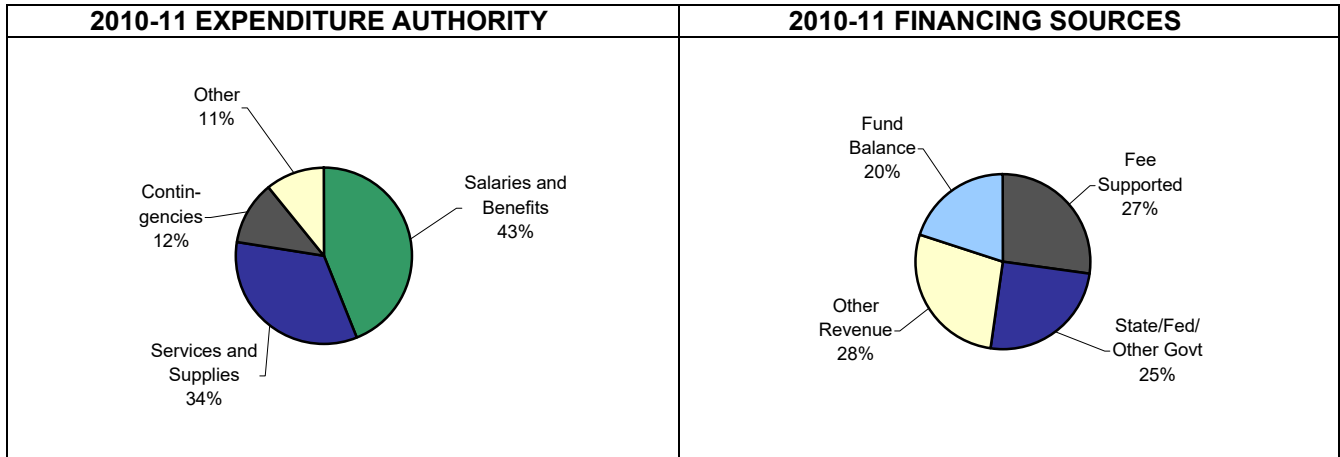 2010-11 EXPENDITURE AUTHORITY
Other
11%
Contin-
gencies
12%
Salaries and
Benefits
43%
Services and
Supplies
34%
2010-11 FINANCING SOURCES
Fund
Balance
20%
Fee
Supported
27%
Other
Revenue
28%
State/Fed/
Other Govt
25%